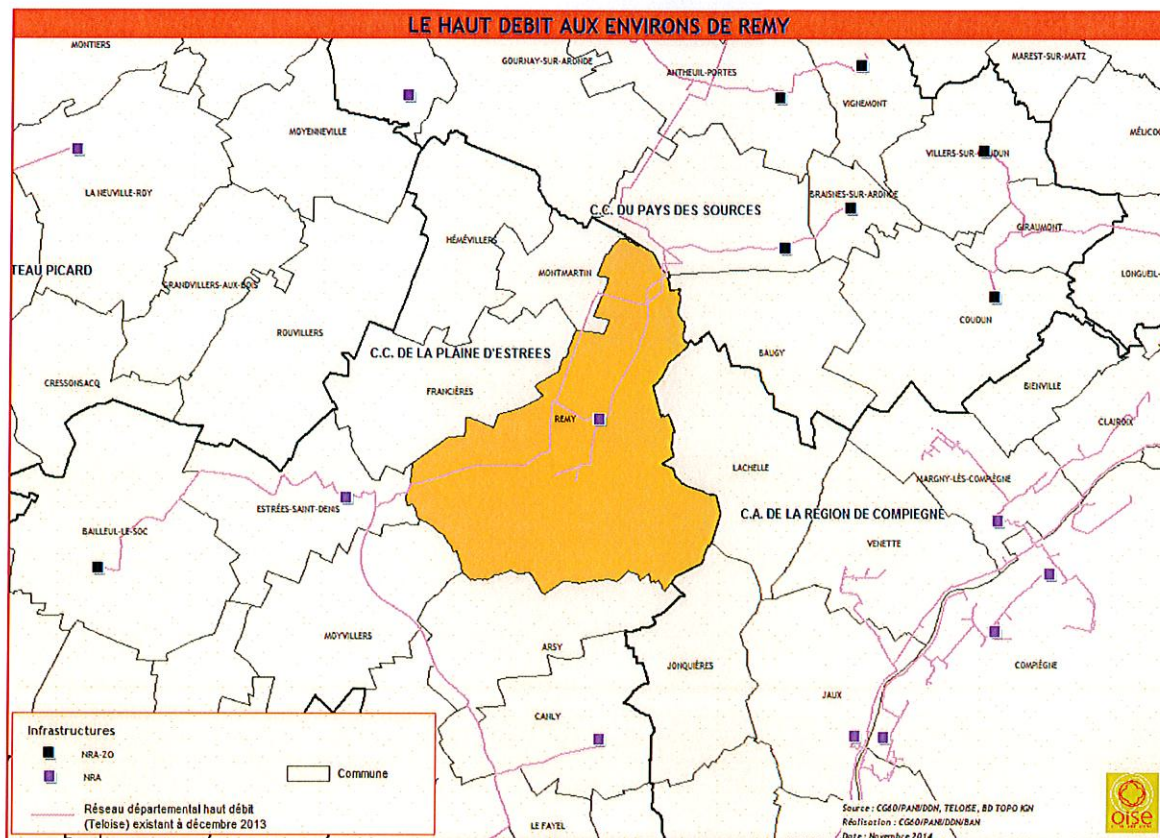 LE HAUT DEBIT AUX ENVIRONS DE REMY
MONTIERS
GOURNAY-SUR-ARONDE
ANTHEUIL-PORTES
MAREST-SUR-MATZ
VIGNEMONT
MOYENNEVILLE
VILLERS-SUR-COUDUN
LA NEUVILLE-ROY
BRAISNES-SUR-ARONDE
C.C. DU PAYS DES SOURCES
GIRAUMONT
HÉMÉVILLERS
MONTMARTIN
TEAU PICARD
LONGUEIL-
GRANDVILLERS-AUX-BOIS
COUDUN
ROUVILLERS
C.C. DE LA PLAINE D'ESTREES
BAUGY
CRESSONSACQ
FRANCIÈRES
BIENVILLE
REMY
CLAIROIX
LACHELLE
MARGNY-LÈS-COMPIÈGNE
ESTRÉES-SAINT-DENIS
C.A. DE LA REGION DE COMPIEGNE
BAILLEUL-LE-SOC
VENETTE
MOYVILLERS
ARSY
JONQUIÈRES
COMPIÈGNE
JAUX
CANLY
LE FAYEL
Infrastructures
NRA-ZO
NRA
Commune
Réseau départemental haut débit
(Teloise) existant à décembre 2013
Source : CG60/PANI/DDN, TELOISE, BD TOPO IGN
Réalisation : CG60/PANI/DDN/BAN
Date : Novembre 2014
oise